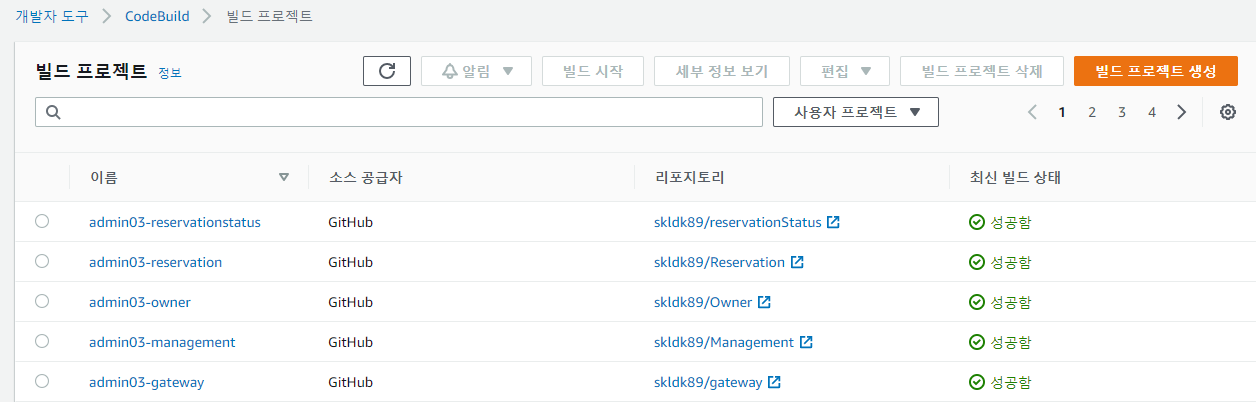 개발자 도구 > CodeBuild > 빌드 프로젝트
빌드 프로젝트 정보 알림 빌드 시작 세부 정보 보기 편집 빌드 프로젝트 삭제 빌드 프로젝트 생성
사용자 프로젝트 1 2 3 4
이름 소스 공급자 리포지토리 최신 빌드 상태
admin03-reservationstatus GitHub skldk89/reservationStatus 성공함
admin03-reservation GitHub skldk89/Reservation 성공함
admin03-owner GitHub skldk89/Owner 성공함
admin03-management GitHub skldk89/Management 성공함
admin03-gateway GitHub skldk89/gateway 성공함